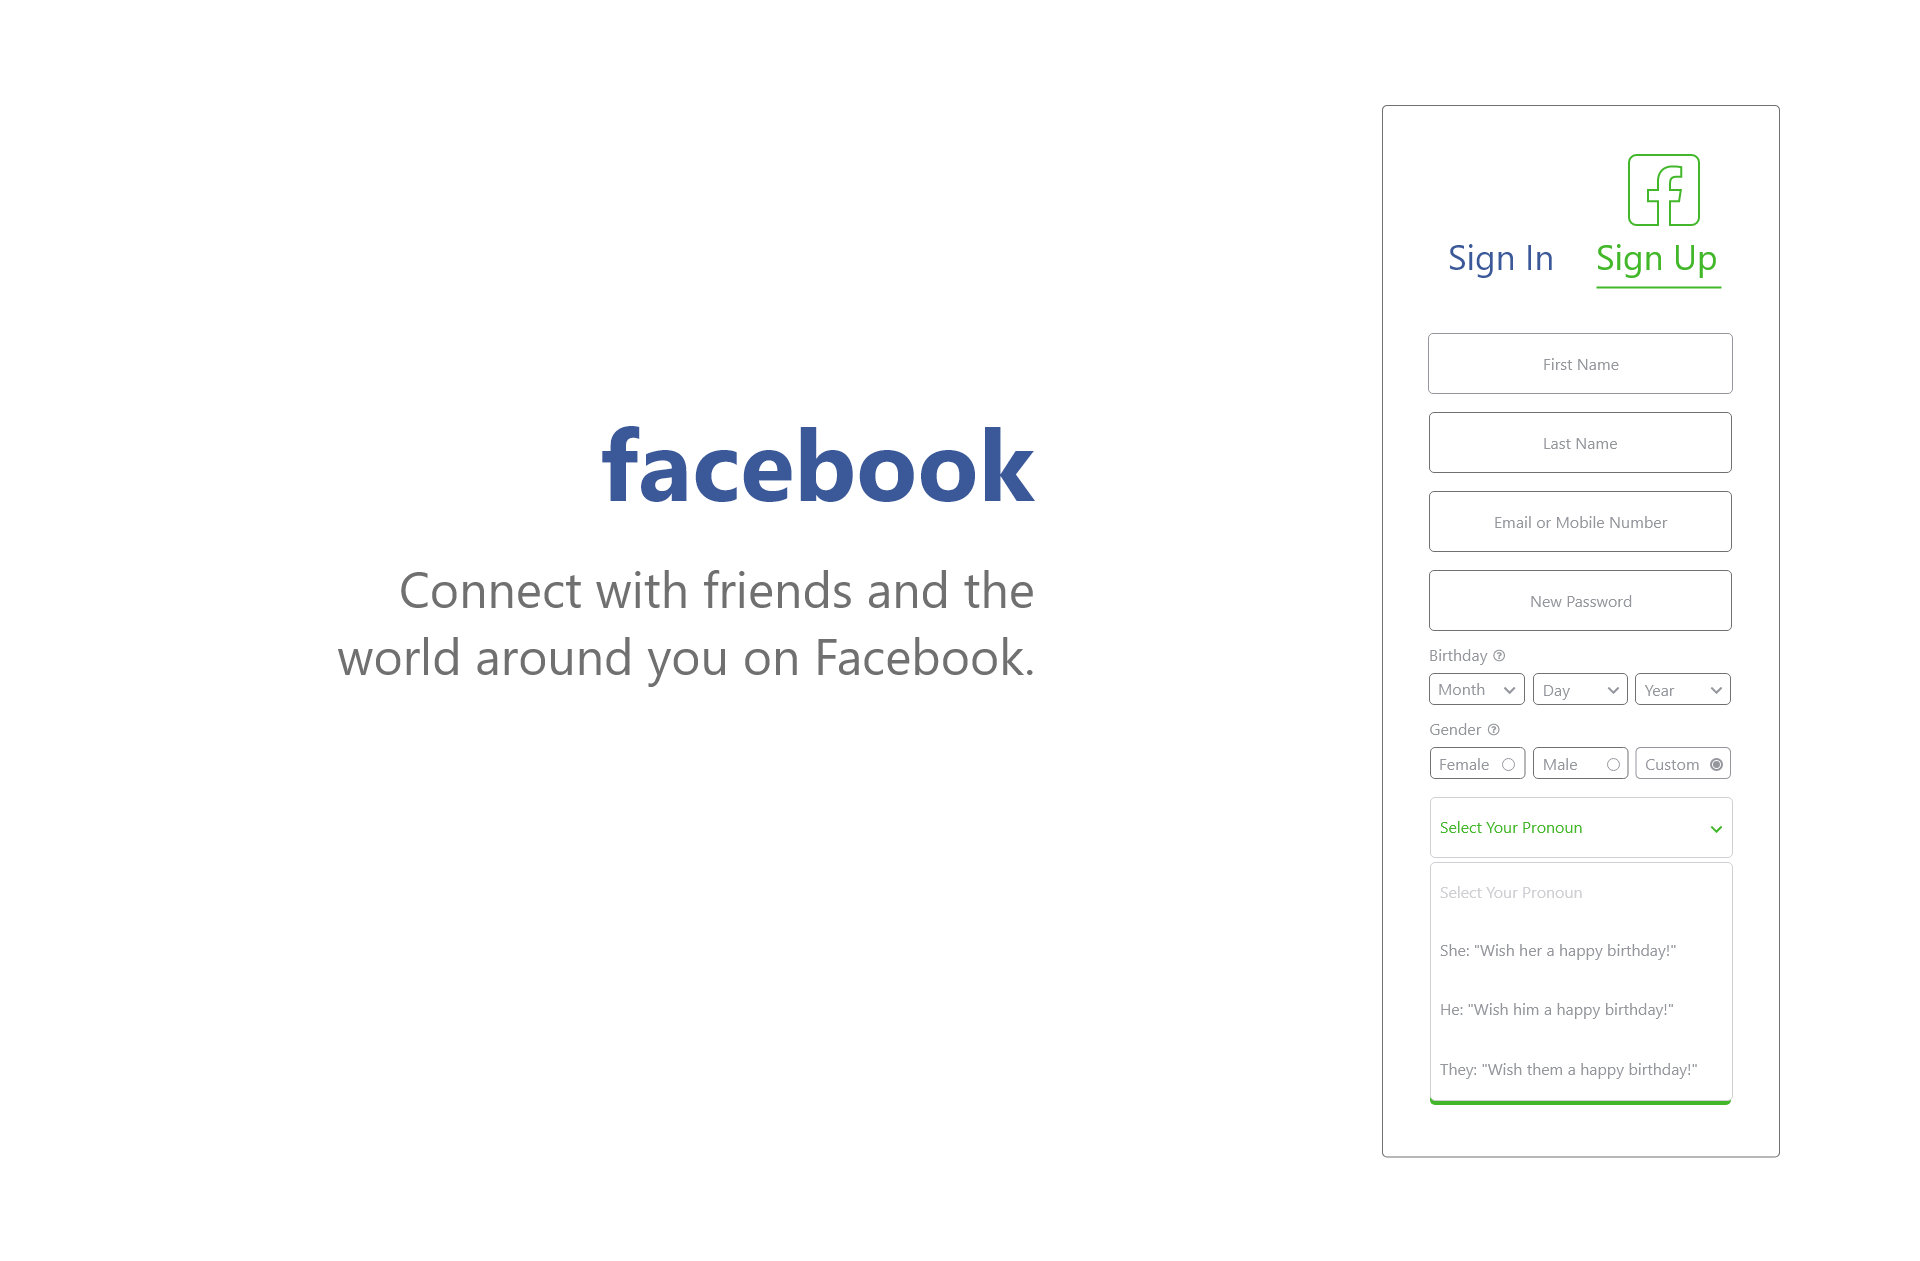 facebook
Connect with friends and the
world around you on Facebook.
Sign In
Sign Up
First Name
Last Name
Email or Mobile Number
New Password
Birthday
Month Day Year
Gender
Female Male Custom
Select Your Pronoun
Select Your Pronoun
She: "Wish her a happy birthday!"
He: "Wish him a happy birthday!"
They: "Wish them a happy birthday!"